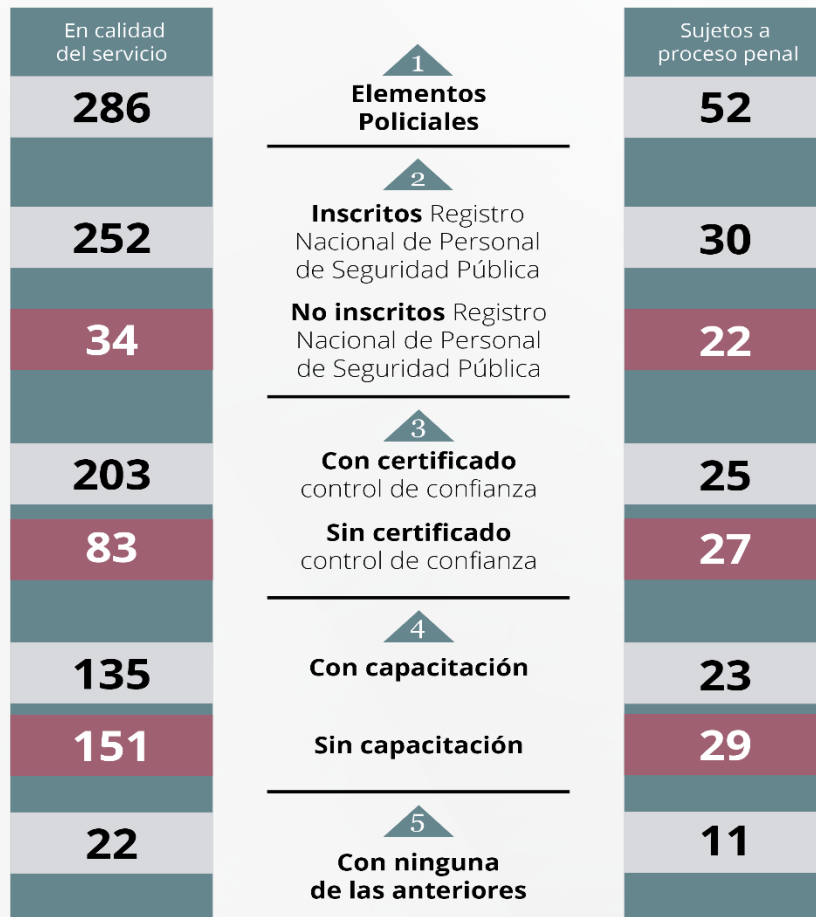 En calidad
del servicio
Sujetos a
proceso penal
1
286
Elementos
Policiales
52
2
252
Inscritos Registro
Nacional de Personal
de Seguridad Pública
30
34
No inscritos Registro
Nacional de Personal
de Seguridad Pública
22
3
203
Con certificado
control de confianza
25
83
Sin certificado
control de confianza
27
4
135
Con capacitación
23
151
Sin capacitación
29
5
22
Con ninguna
de las anteriores
11